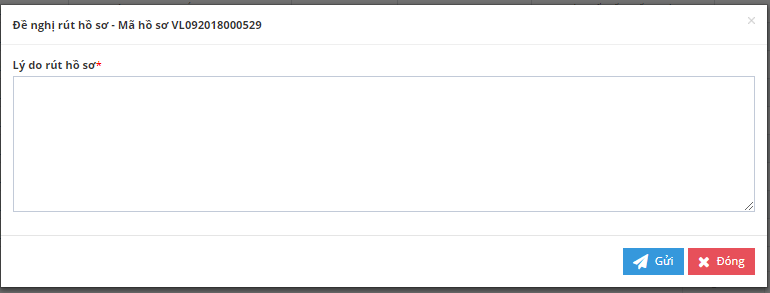 Đề nghị rút hồ sơ - Mã hồ sơ VL092018000529
Lý do rút hồ sơ*
Gửi
Đóng